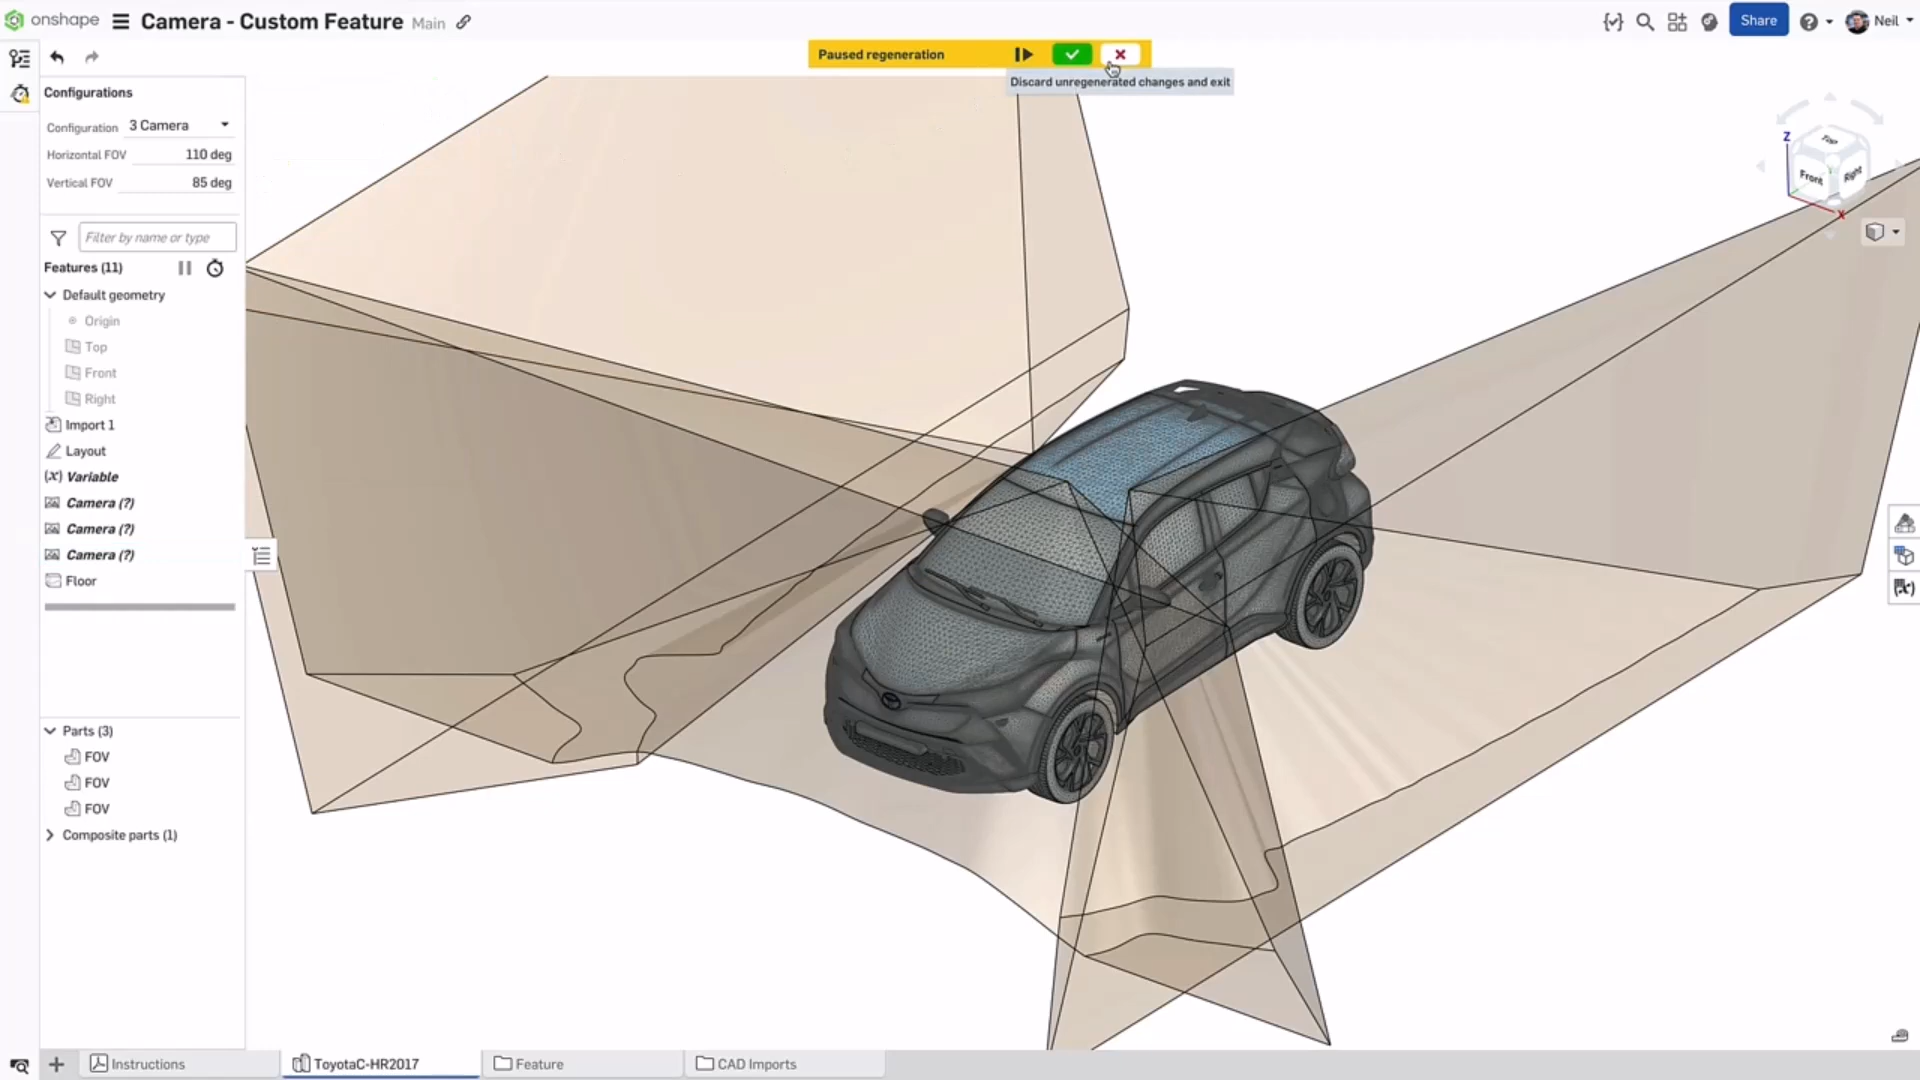 onshape
Camera - Custom Feature Main
Share
Neil
Paused regeneration
Discard unregenerated changes and exit
Configurations
Configuration 3 Camera
Horizontal FOV 110 deg
Vertical FOV 85 deg
Filter by name or type
Features (11)
Default geometry
Origin
Top
Front
Right
Import 1
Layout
(x) Variable
Camera (?)
Camera (?)
Camera (?)
Floor
Parts (3)
FOV
FOV
FOV
Composite parts (1)
Z
Top
Front
Right
X
(x)
Instructions
ToyotaC-HR2017
Feature
CAD Imports